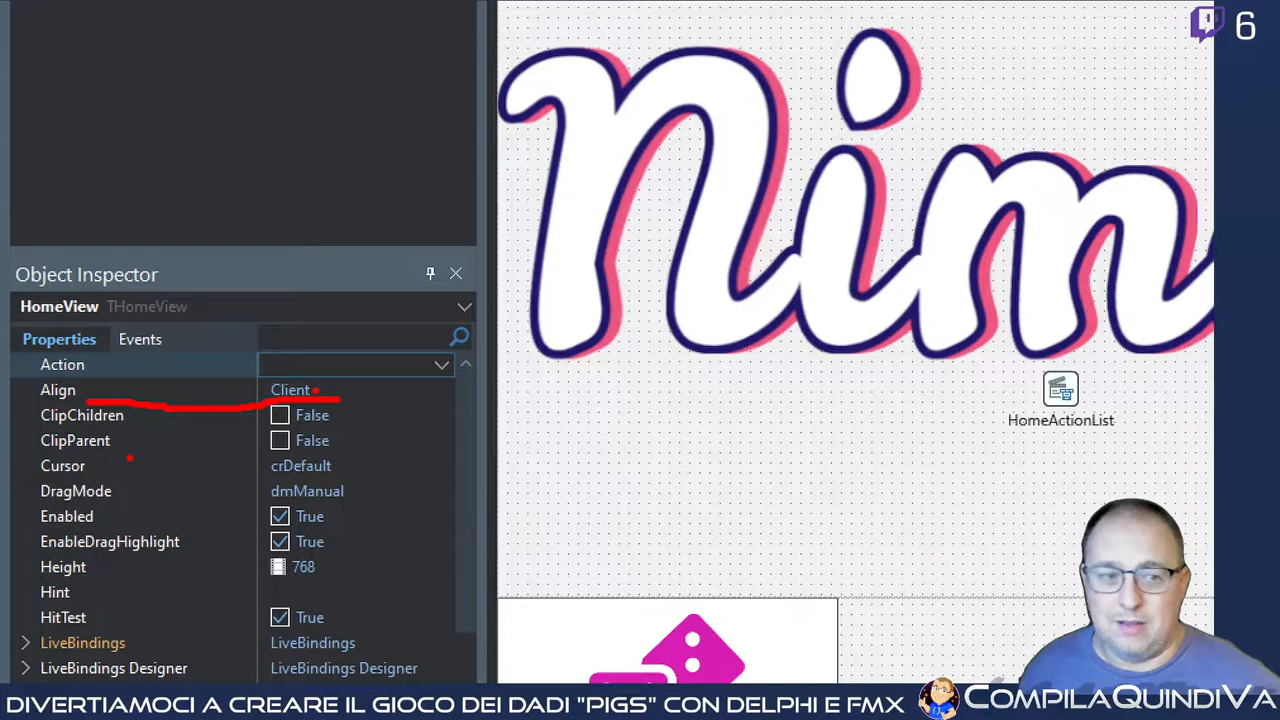 6
Nim
Object Inspector
HomeView THomeView
Properties Events
Action
Align Client
ClipChildren False
ClipParent False
Cursor crDefault
DragMode dmManual
Enabled True
EnableDragHighlight True
Height 768
Hint
HitTest True
LiveBindings LiveBindings
LiveBindings Designer LiveBindings Designer
HomeActionList
DIVERTIAMOCI A CREARE IL GIOCO DEI DADI "PIGS" CON DELPHI E FMX
COMPILAQUINDIVA